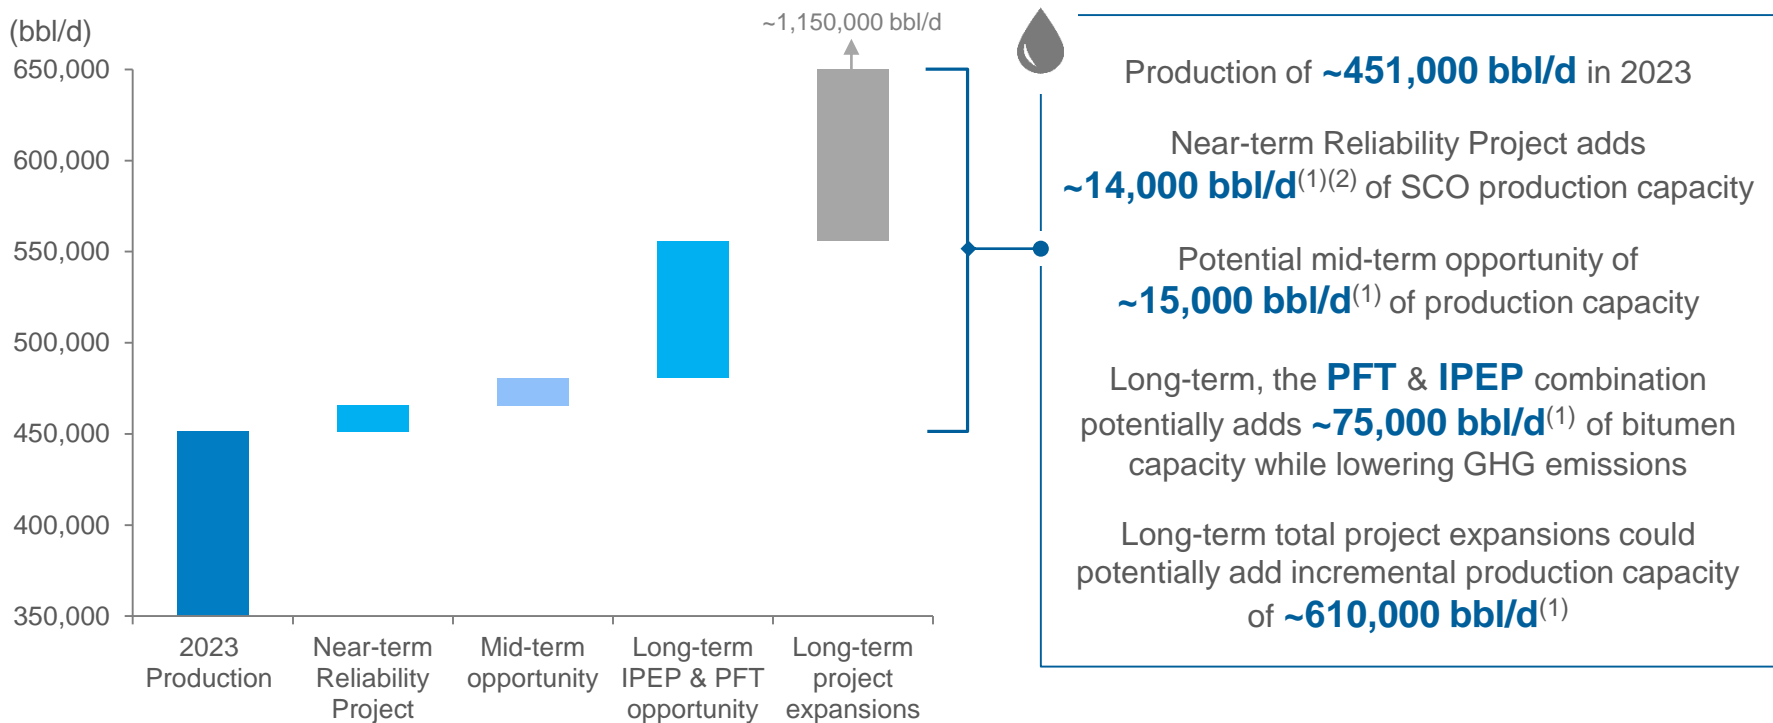 (bbl/d)
~1,150,000 bbl/d
650,000
600,000
550,000
500,000
450,000
400,000
350,000
2023
Production
Near-term
Reliability
Project
Mid-term
opportunity
Long-term
IPEP & PFT
opportunity
Long-term
project
expansions
Production of ~451,000 bbl/d in 2023
Near-term Reliability Project adds
~14,000 bbl/d(1)(2) of SCO production capacity
Potential mid-term opportunity of
~15,000 bbl/d(1) of production capacity
Long-term, the PFT & IPEP combination
potentially adds ~75,000 bbl/d(1) of bitumen
capacity while lowering GHG emissions
Long-term total project expansions could
potentially add incremental production capacity
of ~610,000 bbl/d(1)